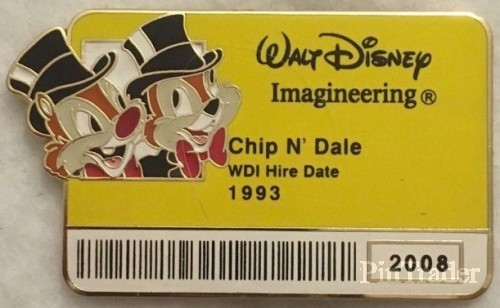 WALT DISNEY
Imagineering ®
Chip N' Dale
WDI Hire Date
1993
2008
PinTrader